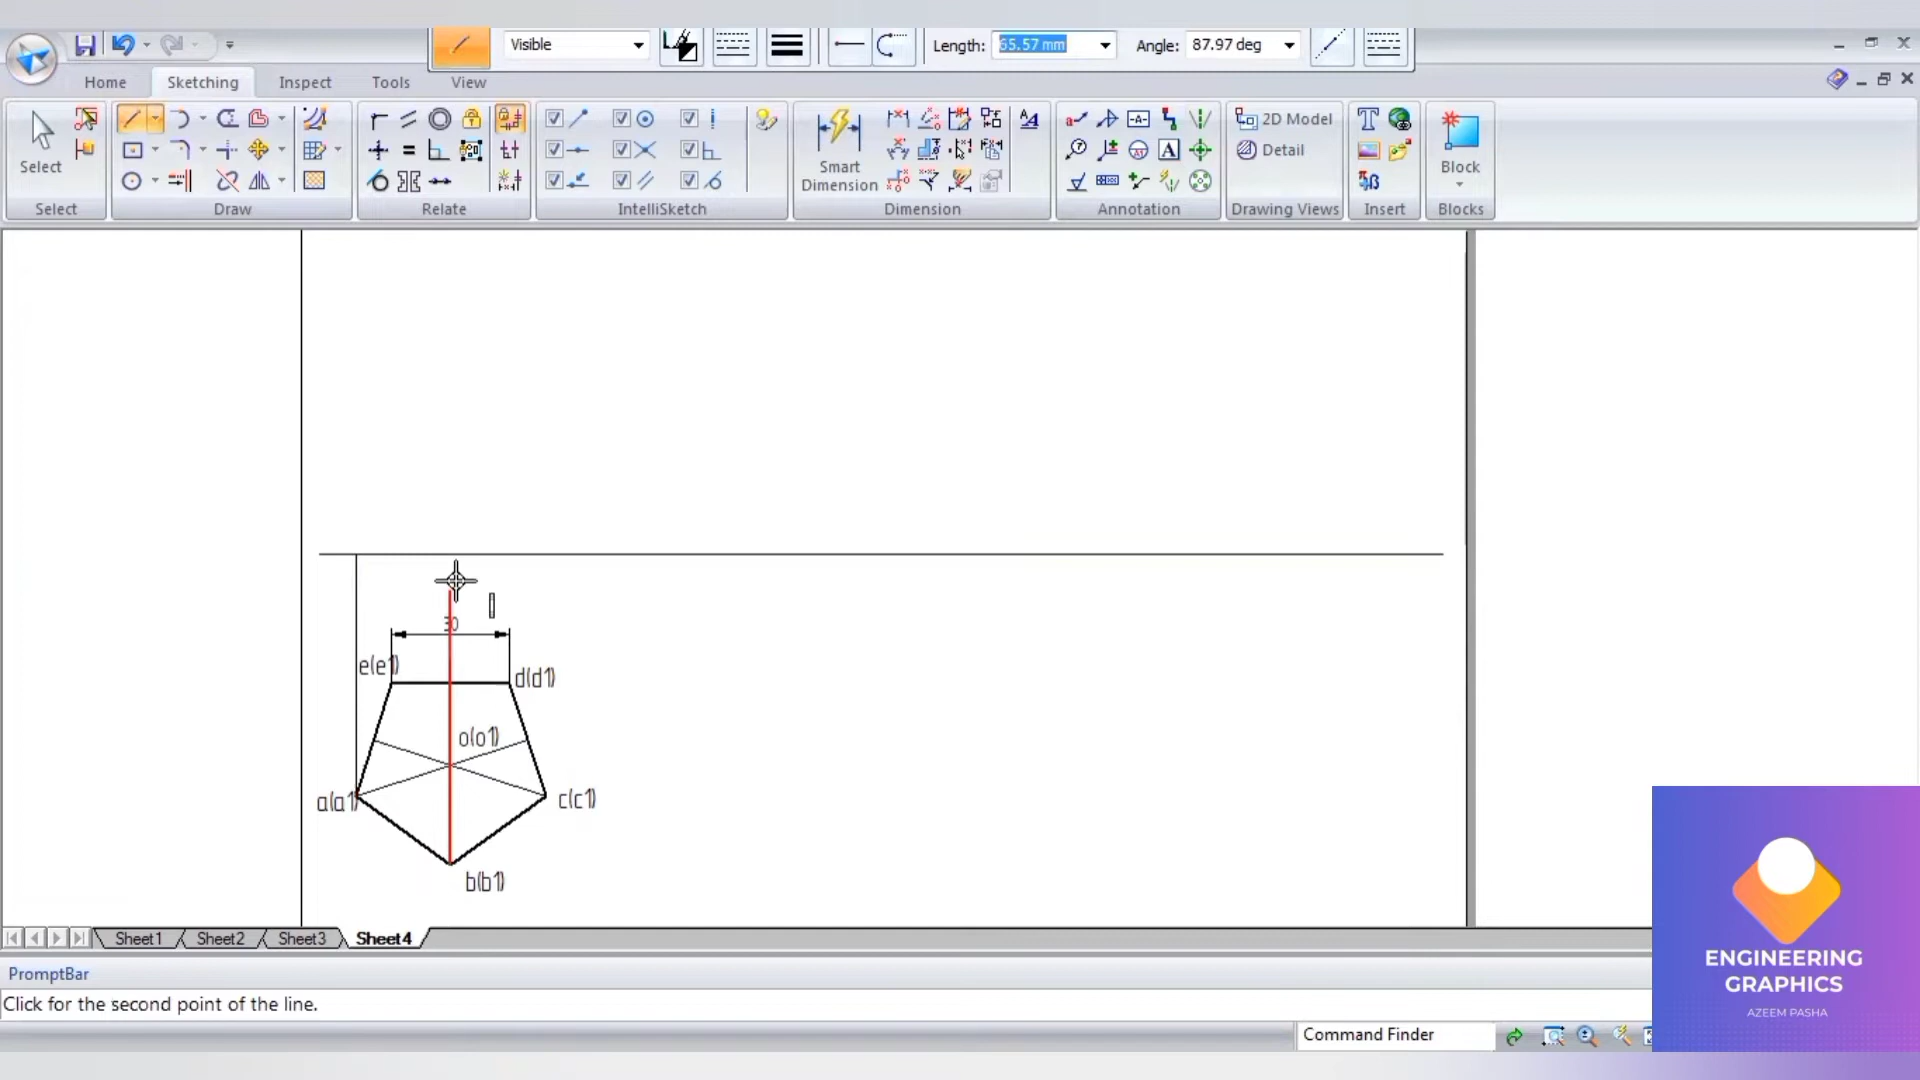 Visible
Length: 65.57 mm Angle: 87.97 deg
Home Sketching Inspect Tools View
Select
Smart Dimension
2D Model
Detail
Block
Select Draw Relate IntelliSketch Dimension Annotation Drawing Views Insert Blocks
30
e(e1)
d(d1)
o(o1)
a(a1)
c(c1)
b(b1)
Sheet1 Sheet2 Sheet3 Sheet4
PromptBar
Click for the second point of the line.
Command Finder
ENGINEERING
GRAPHICS
AZEEM PASHA